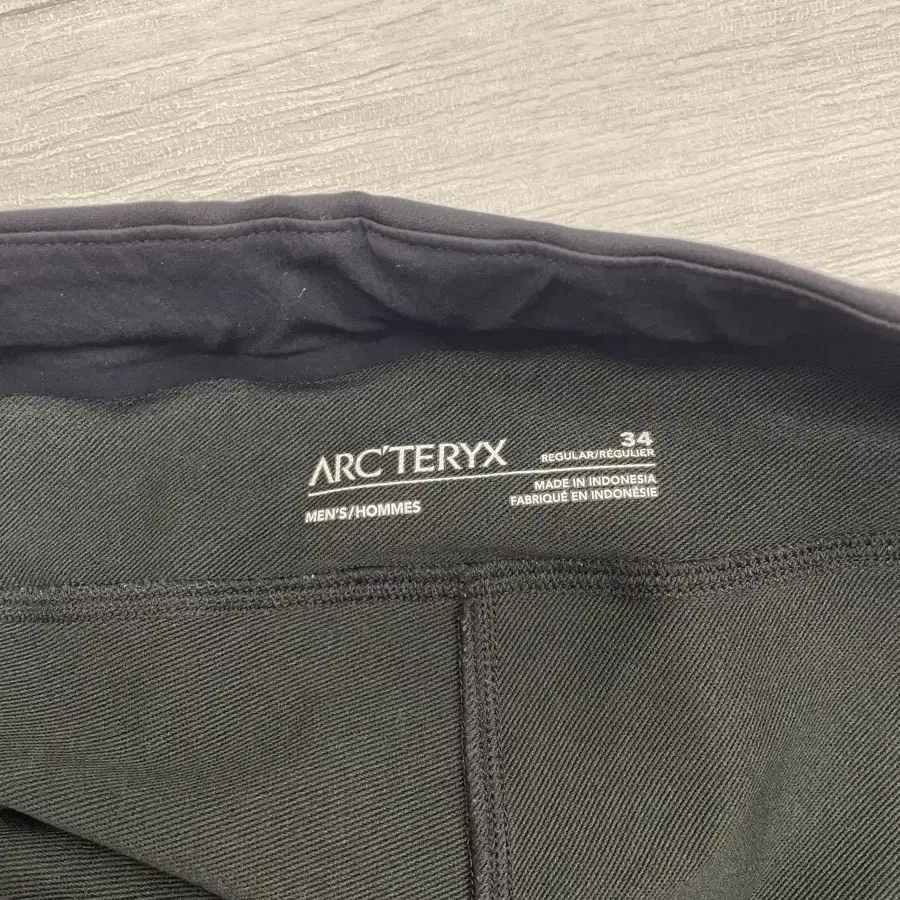 ARC'TERYX
MEN'S/HOMMES
34
REGULAR/RÉGULIER
MADE IN INDONESIA
FABRIQUÉ EN INDONÉSIE